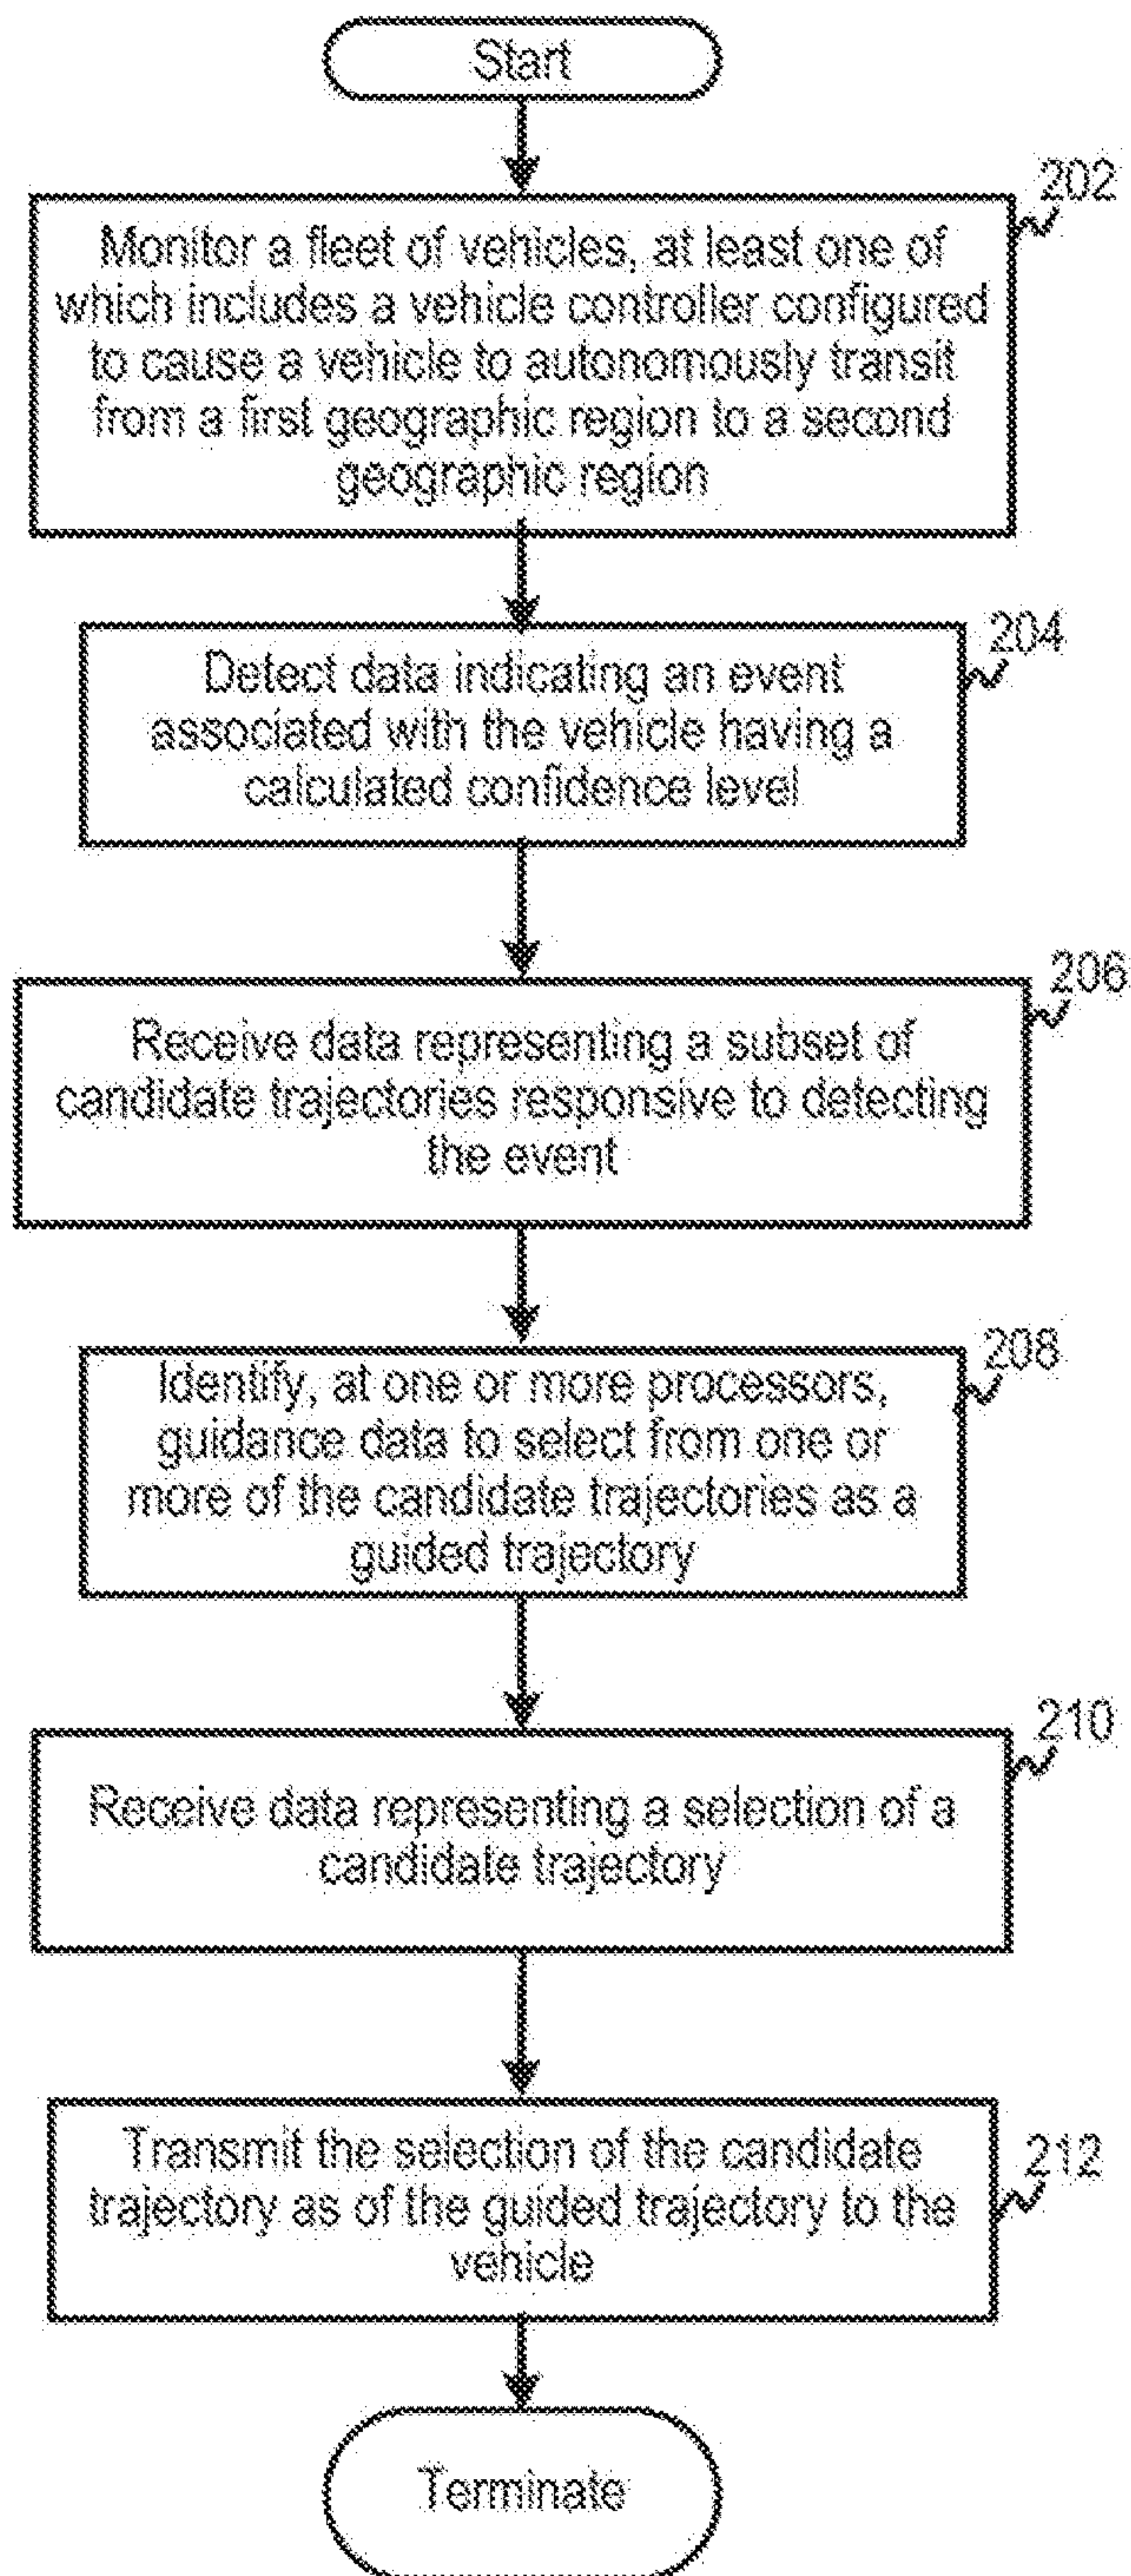 Start
202
Monitor a fleet of vehicles, at least one of
which includes a vehicle controller configured
to cause a vehicle to autonomously transit
from a first geographic region to a second
geographic region
204
Detect data indicating an event
associated with the vehicle having a
calculated confidence level
206
Receive data representing a subset of
candidate trajectories responsive to detecting
the event
208
Identify, at one or more processors,
guidance data to select from one or
more of the candidate trajectories as a
guided trajectory
210
Receive data representing a selection of a
candidate trajectory
212
Transmit the selection of the candidate
trajectory as of the guided trajectory to the
vehicle
Terminate